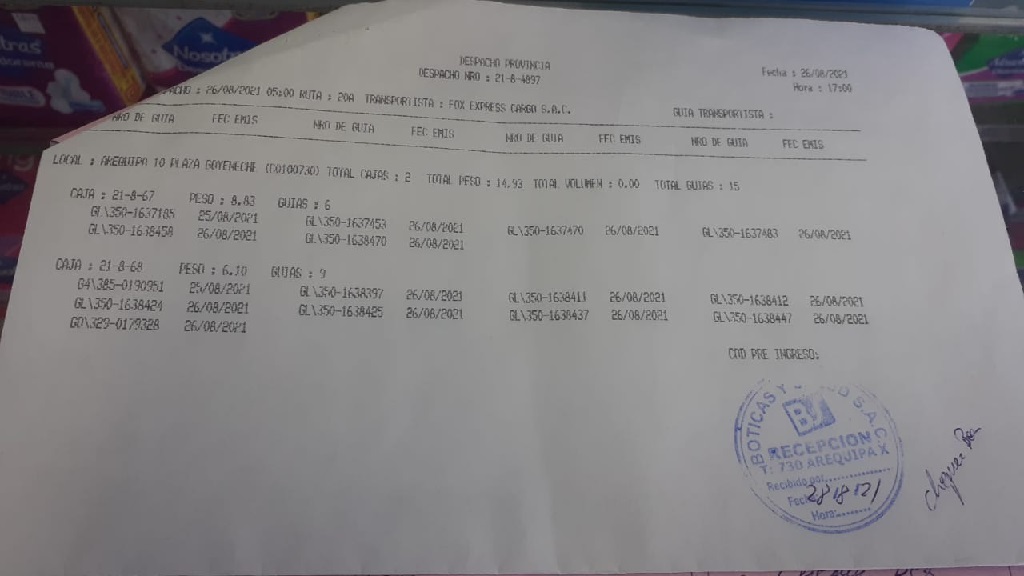 Nosotr
DESPACHO PROVINCIA
DESPACHO NRO : 21-8-4897
Fecha : 26/08/2021
Hora : 17:00
26/08/2021 05:00 RUTA : 20A TRANSPORTISTA : FOX EXPRESS CARGO S.A.C. GUIA TRANSPORTISTA :
NRO DE GUIA FEC EMIS NRO DE GUIA FEC EMIS NRO DE GUIA FEC EMIS NRO DE GUIA FEC EMIS
LOCAL : AREQUIPA 10 PLAZA GOYENECHE (C0100730) TOTAL CAJAS : 2 TOTAL PESO : 14.93 TOTAL VOLUMEN : 0.00 TOTAL GUIAS : 15
CAJA : 21-8-67 PESO : 8.83 GUIAS : 6
GL\350-1637185 25/08/2021 GL\350-1637453 26/08/2021 GL\350-1637470 26/08/2021 GL\350-1637483 26/08/2021
GL\350-1638458 26/08/2021 GL\350-1638470 26/08/2021
CAJA : 21-8-68 PESO : 6.10 GUIAS : 9
G4\385-0190951 25/08/2021 GL\350-1638397 26/08/2021 GL\350-1638411 26/08/2021 GL\350-1638412 26/08/2021
GL\350-1638424 26/08/2021 GL\350-1638425 26/08/2021 GL\350-1638437 26/08/2021 GL\350-1638447 26/08/2021
26/08/2021
COD PRE INGRESO:
BOTICAS Y S.A.C.
B
RECEPCION
T: 730 AREQUIPA X
Recibido por
Fech 28/8/21
Hora: